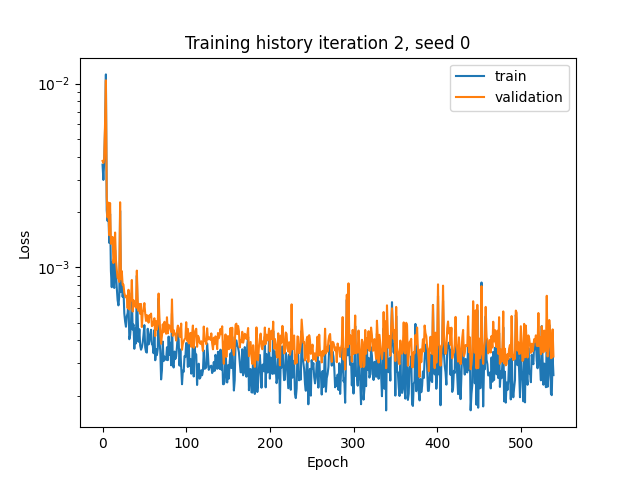 Training history iteration 2, seed 0
train
validation
10⁻²
10⁻³
Loss
0
100
200
300
400
500
Epoch